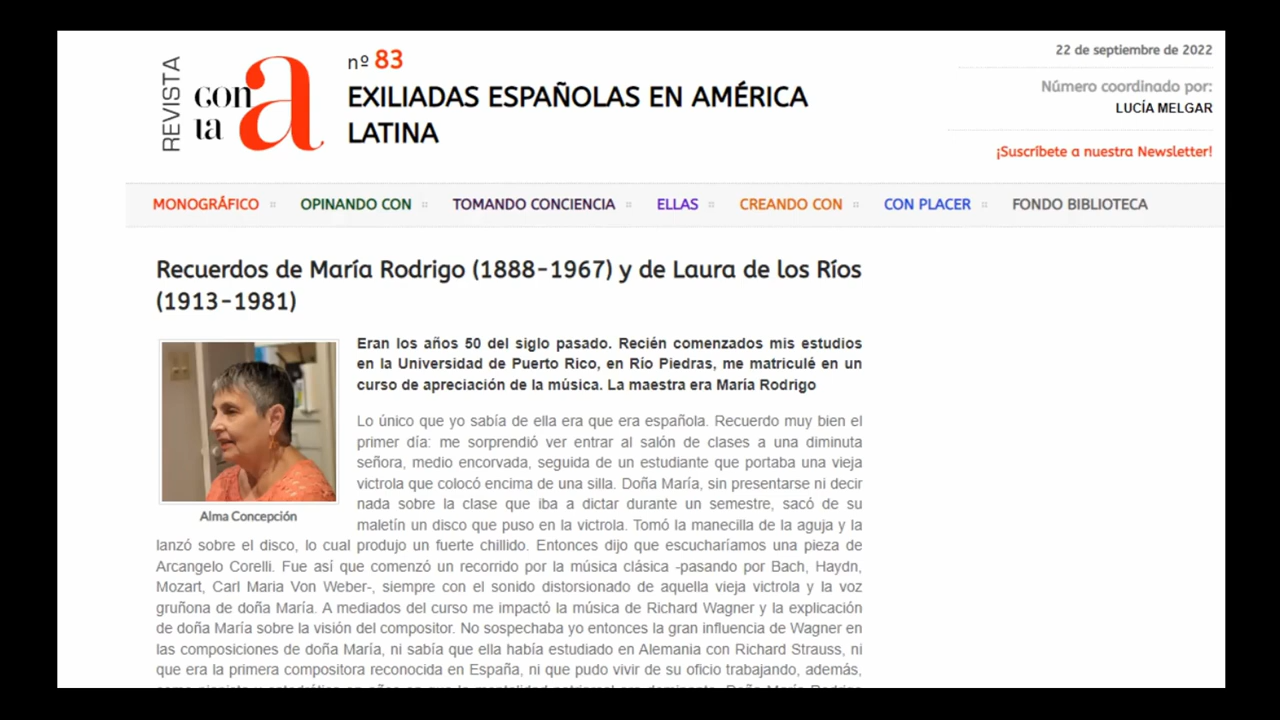 REVISTA
con
la
a
nº 83
EXILIADAS ESPAÑOLAS EN AMÉRICA
LATINA
22 de septiembre de 2022
Número coordinado por:
LUCÍA MELGAR
¡Suscríbete a nuestra Newsletter!
MONOGRÁFICO OPINANDO CON TOMANDO CONCIENCIA ELLAS CREANDO CON CON PLACER FONDO BIBLIOTECA
Recuerdos de María Rodrigo (1888-1967) y de Laura de los Ríos
(1913-1981)
Alma Concepción
Eran los años 50 del siglo pasado. Recién comenzados mis estudios
en la Universidad de Puerto Rico, en Río Piedras, me matriculé en un
curso de apreciación de la música. La maestra era María Rodrigo
Lo único que yo sabía de ella era que era española. Recuerdo muy bien el
primer día: me sorprendió ver entrar al salón de clases a una diminuta
señora, medio encorvada, seguida de un estudiante que portaba una vieja
victrola que colocó encima de una silla. Doña María, sin presentarse ni decir
nada sobre la clase que iba a dictar durante un semestre, sacó de su
maletín un disco que puso en la victrola. Tomó la manecilla de la aguja y la
lanzó sobre el disco, lo cual produjo un fuerte chillido. Entonces dijo que escucharíamos una pieza de
Arcangelo Corelli. Fue así que comenzó un recorrido por la música clásica -pasando por Bach, Haydn,
Mozart, Carl Maria Von Weber-, siempre con el sonido distorsionado de aquella vieja victrola y la voz
gruñona de doña María. A mediados del curso me impactó la música de Richard Wagner y la explicación
de doña María sobre la visión del compositor. No sospechaba yo entonces la gran influencia de Wagner en
las composiciones de doña María, ni sabía que ella había estudiado en Alemania con Richard Strauss, ni
que era la primera compositora reconocida en España, ni que pudo vivir de su oficio trabajando, además,